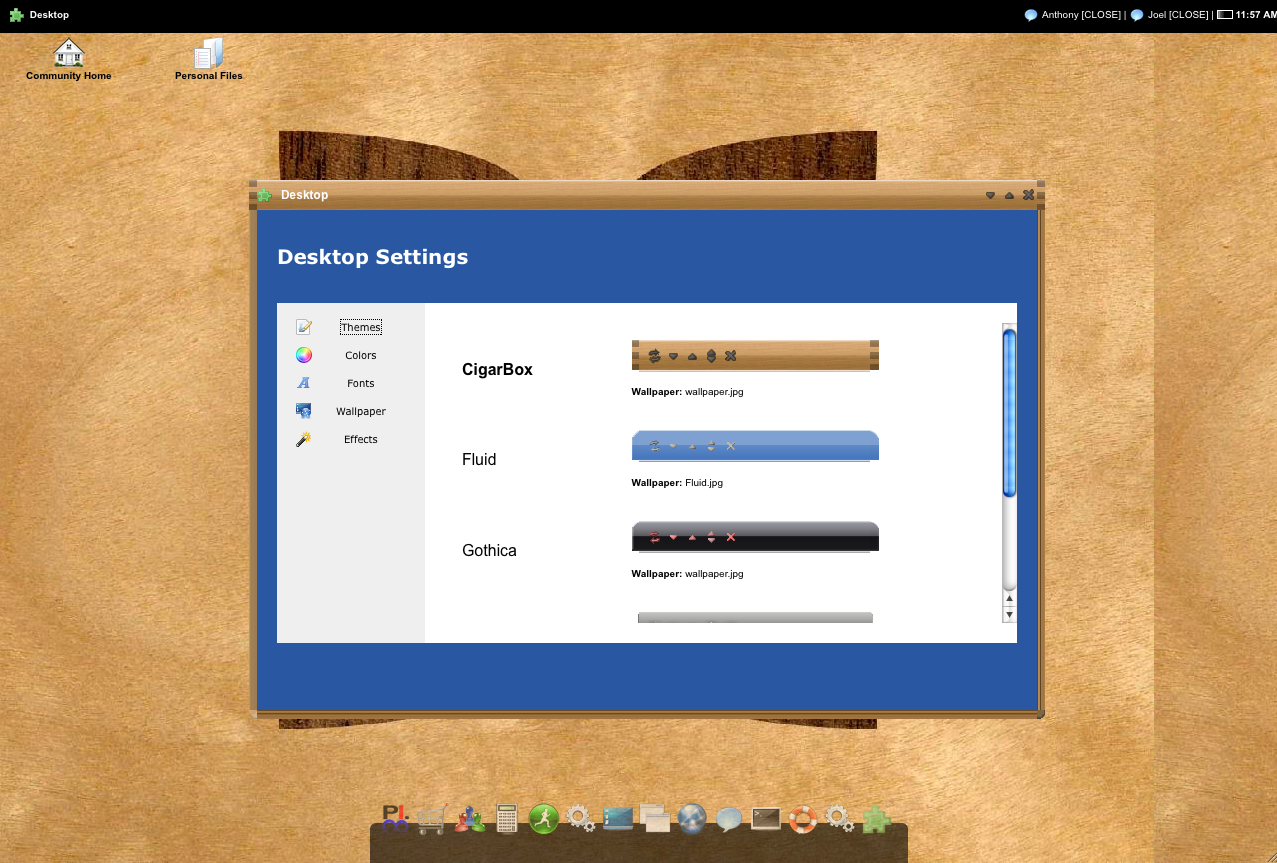 Desktop
Anthony [CLOSE] | Joel [CLOSE] | 11:57 AM
Community Home
Personal Files
Desktop
Desktop Settings
Themes
Colors
Fonts
Wallpaper
Effects
CigarBox
Wallpaper: wallpaper.jpg
Fluid
Wallpaper: Fluid.jpg
Gothica
Wallpaper: wallpaper.jpg